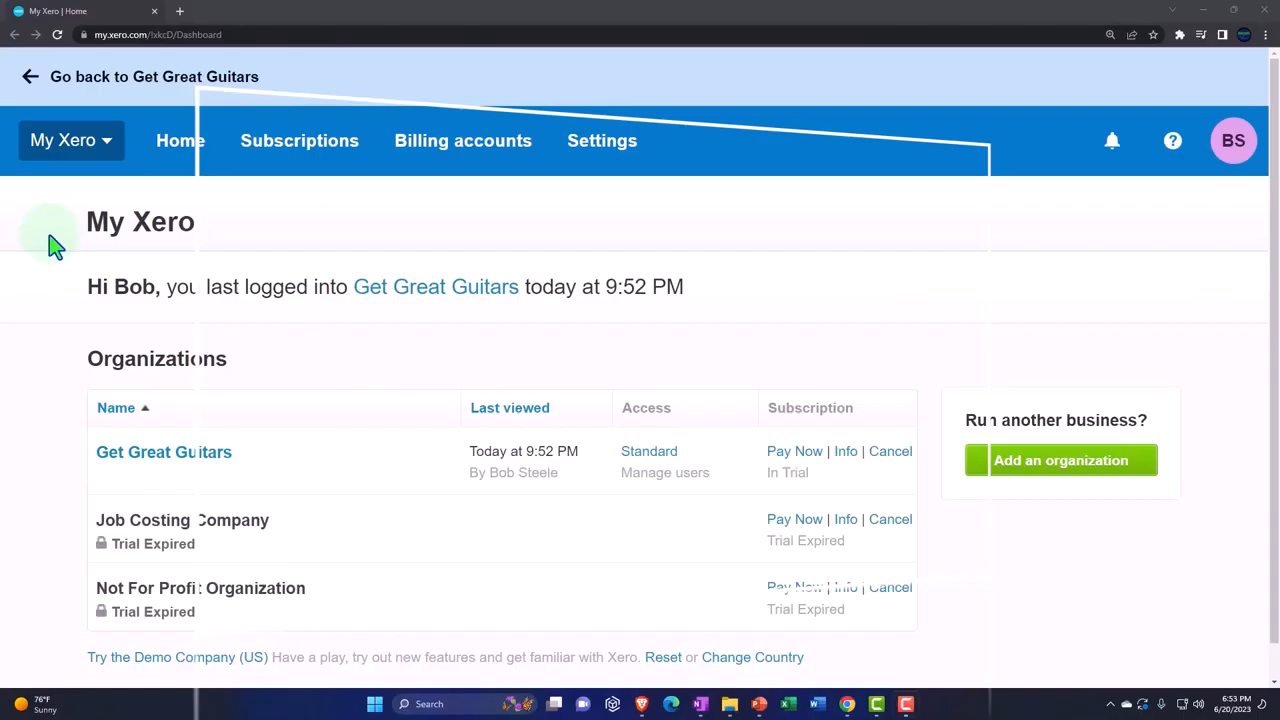 My Xero | Home
my.xero.com/!xkcD/Dashboard
Go back to Get Great Guitars
My Xero
Home
Subscriptions
Billing accounts
Settings
BS
My Xero
Hi Bob, you last logged into Get Great Guitars today at 9:52 PM
Organizations
Name
Last viewed
Access
Subscription
Get Great Guitars
Today at 9:52 PM
Standard
Pay Now | Info | Cancel
By Bob Steele
Manage users
In Trial
Job Costing Company
Pay Now | Info | Cancel
Trial Expired
Trial Expired
Not For Profit Organization
Pay Now | Info | Cancel
Trial Expired
Trial Expired
Run another business?
Add an organization
Try the Demo Company (US) Have a play, try out new features and get familiar with Xero. Reset or Change Country
76°F
Sunny
Search
6:53 PM
6/20/2023